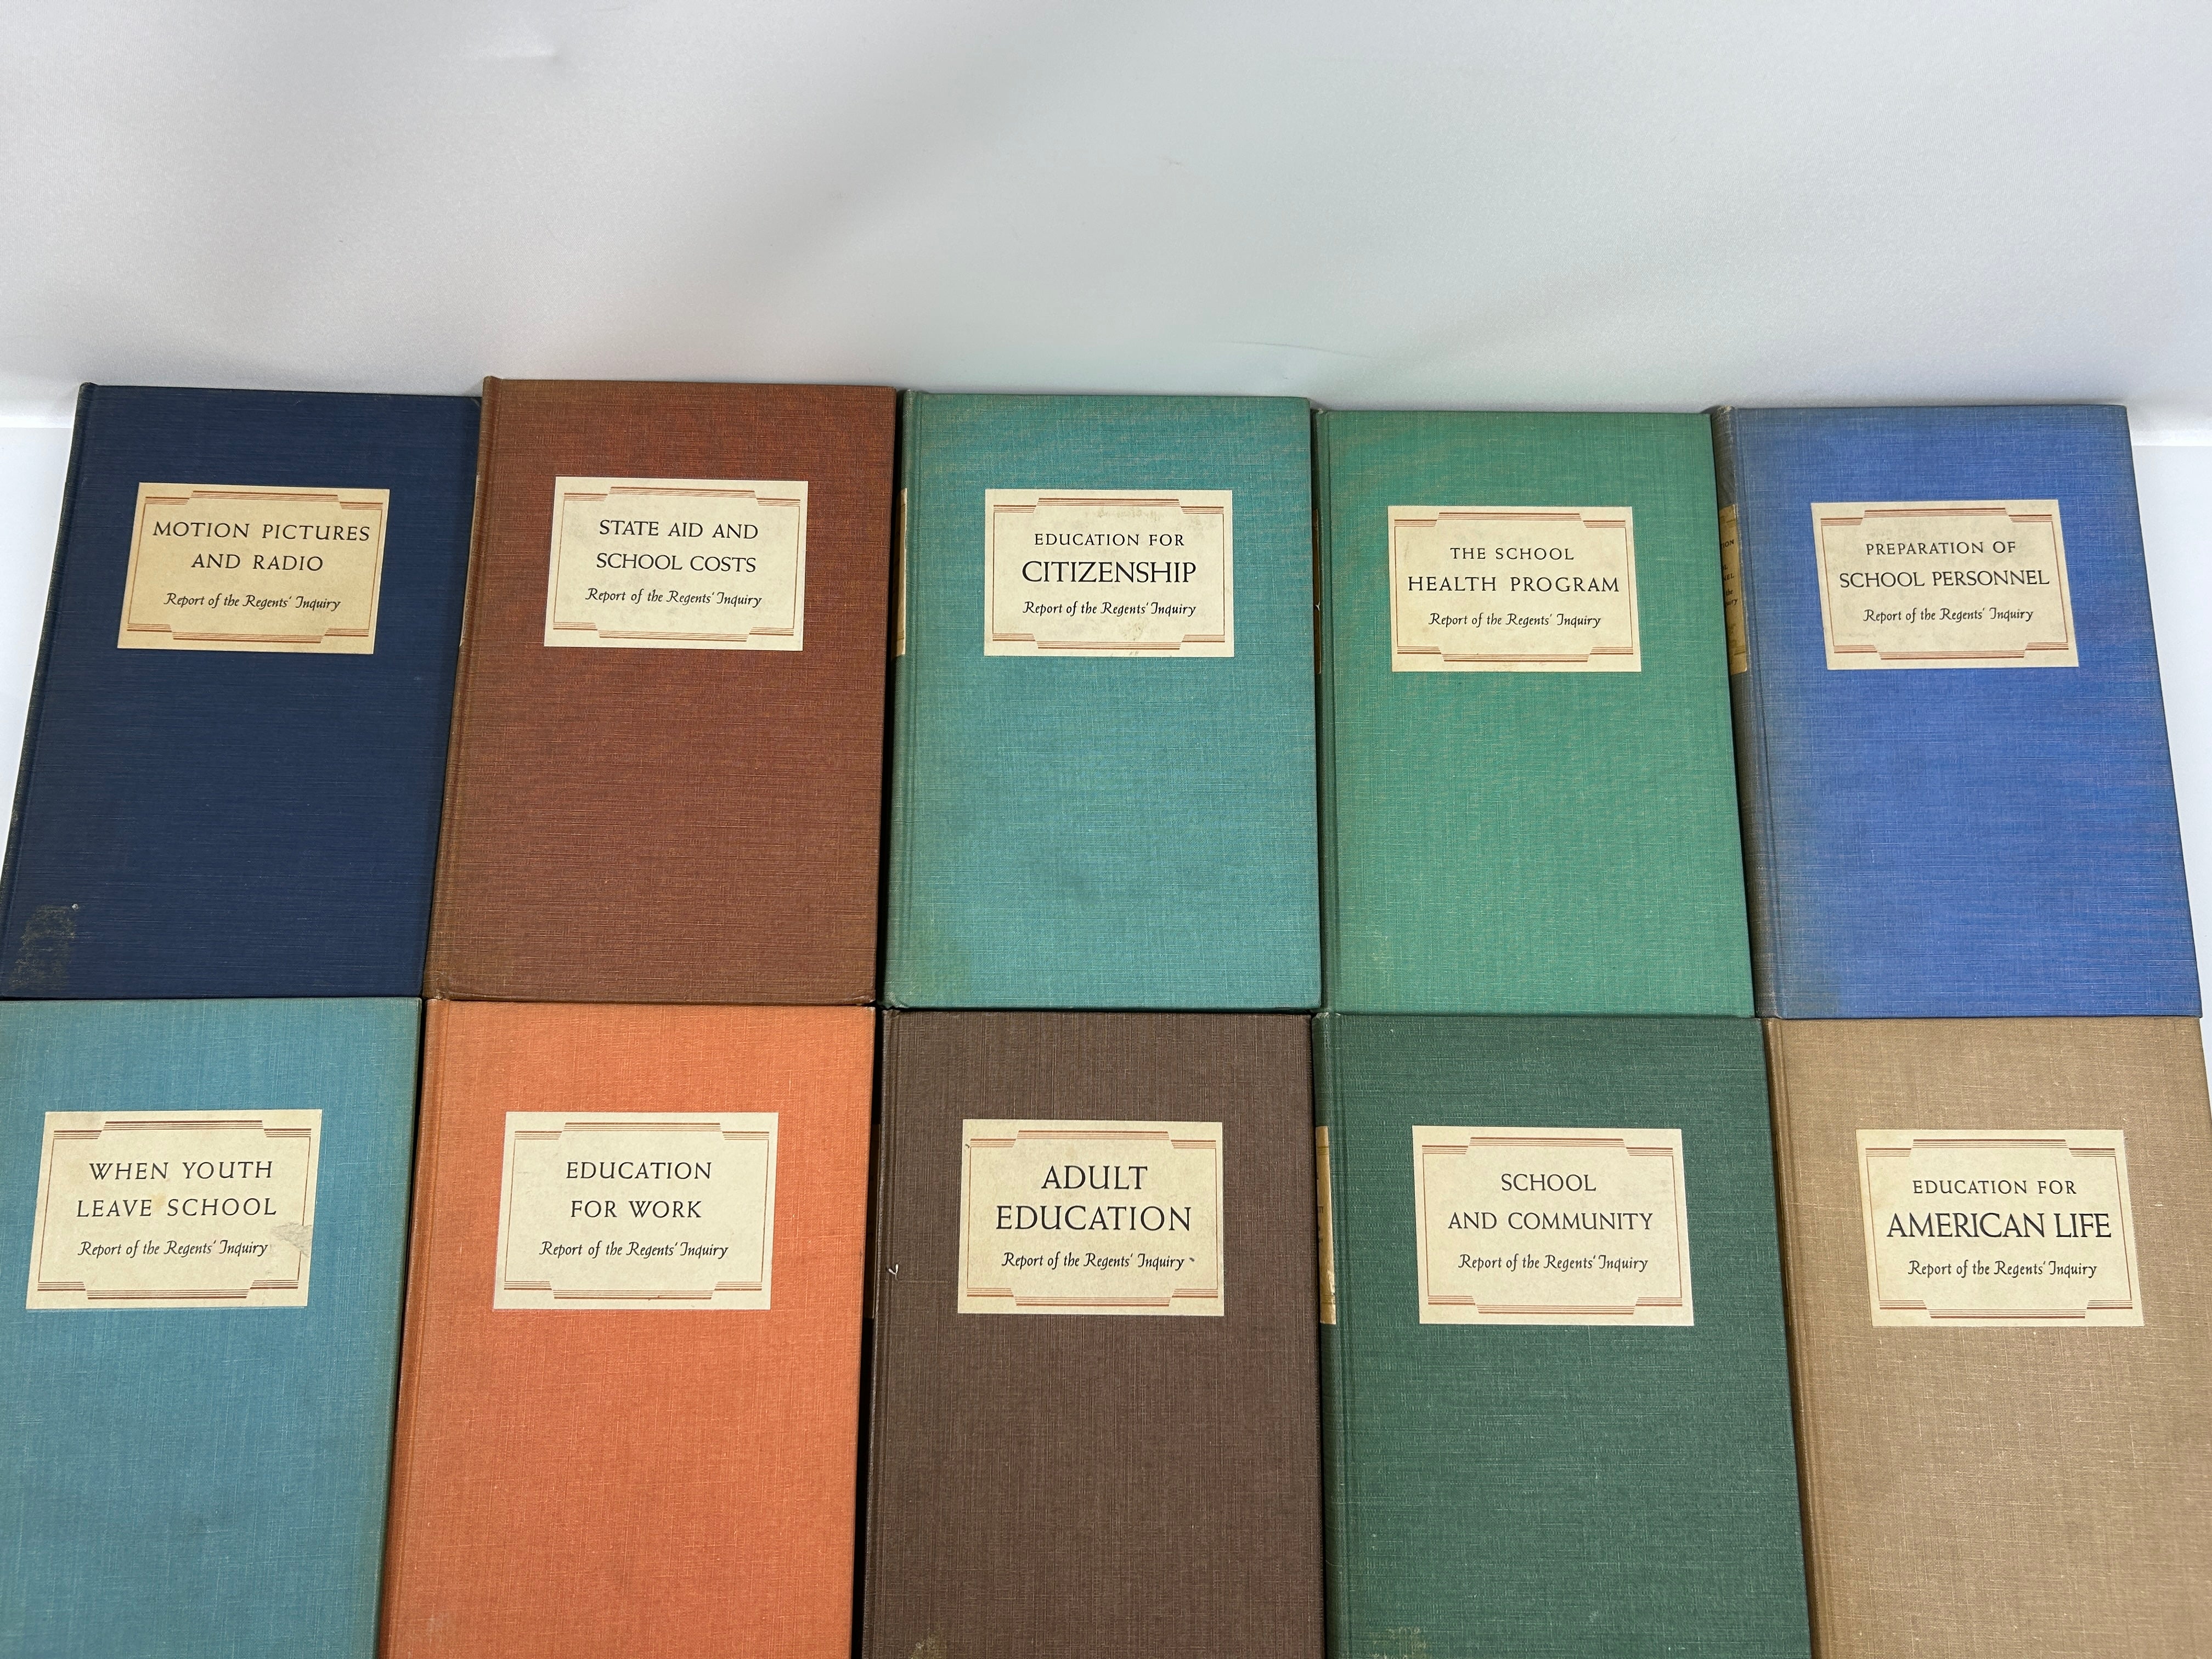 MOTION PICTURES
AND RADIO
Report of the Regents' Inquiry
STATE AID AND
SCHOOL COSTS
Report of the Regents' Inquiry
EDUCATION FOR
CITIZENSHIP
Report of the Regents' Inquiry
THE SCHOOL
HEALTH PROGRAM
Report of the Regents' Inquiry
PREPARATION OF
SCHOOL PERSONNEL
Report of the Regents' Inquiry
WHEN YOUTH
LEAVE SCHOOL
Report of the Regents' Inquiry
EDUCATION
FOR WORK
Report of the Regents' Inquiry
ADULT
EDUCATION
Report of the Regents' Inquiry
SCHOOL
AND COMMUNITY
Report of the Regents' Inquiry
EDUCATION FOR
AMERICAN LIFE
Report of the Regents' Inquiry